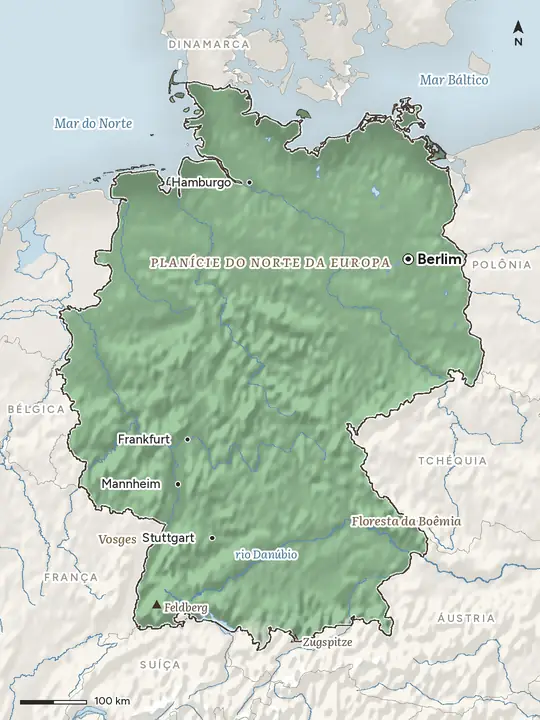 DINAMARCA
N
Mar Báltico
Mar do Norte
Hamburgo
PLANÍCIE DO NORTE DA EUROPA
Berlim
POLÔNIA
BÉLGICA
Frankfurt
TCHÉQUIA
Mannheim
Floresta da Boêmia
Vosges
Stuttgart
rio Danúbio
FRANÇA
Feldberg
ÁUSTRIA
Zugspitze
SUÍÇA
100 km